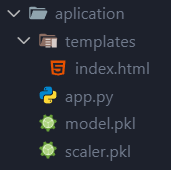 aplication
templates
index.html
app.py
model.pkl
scaler.pkl